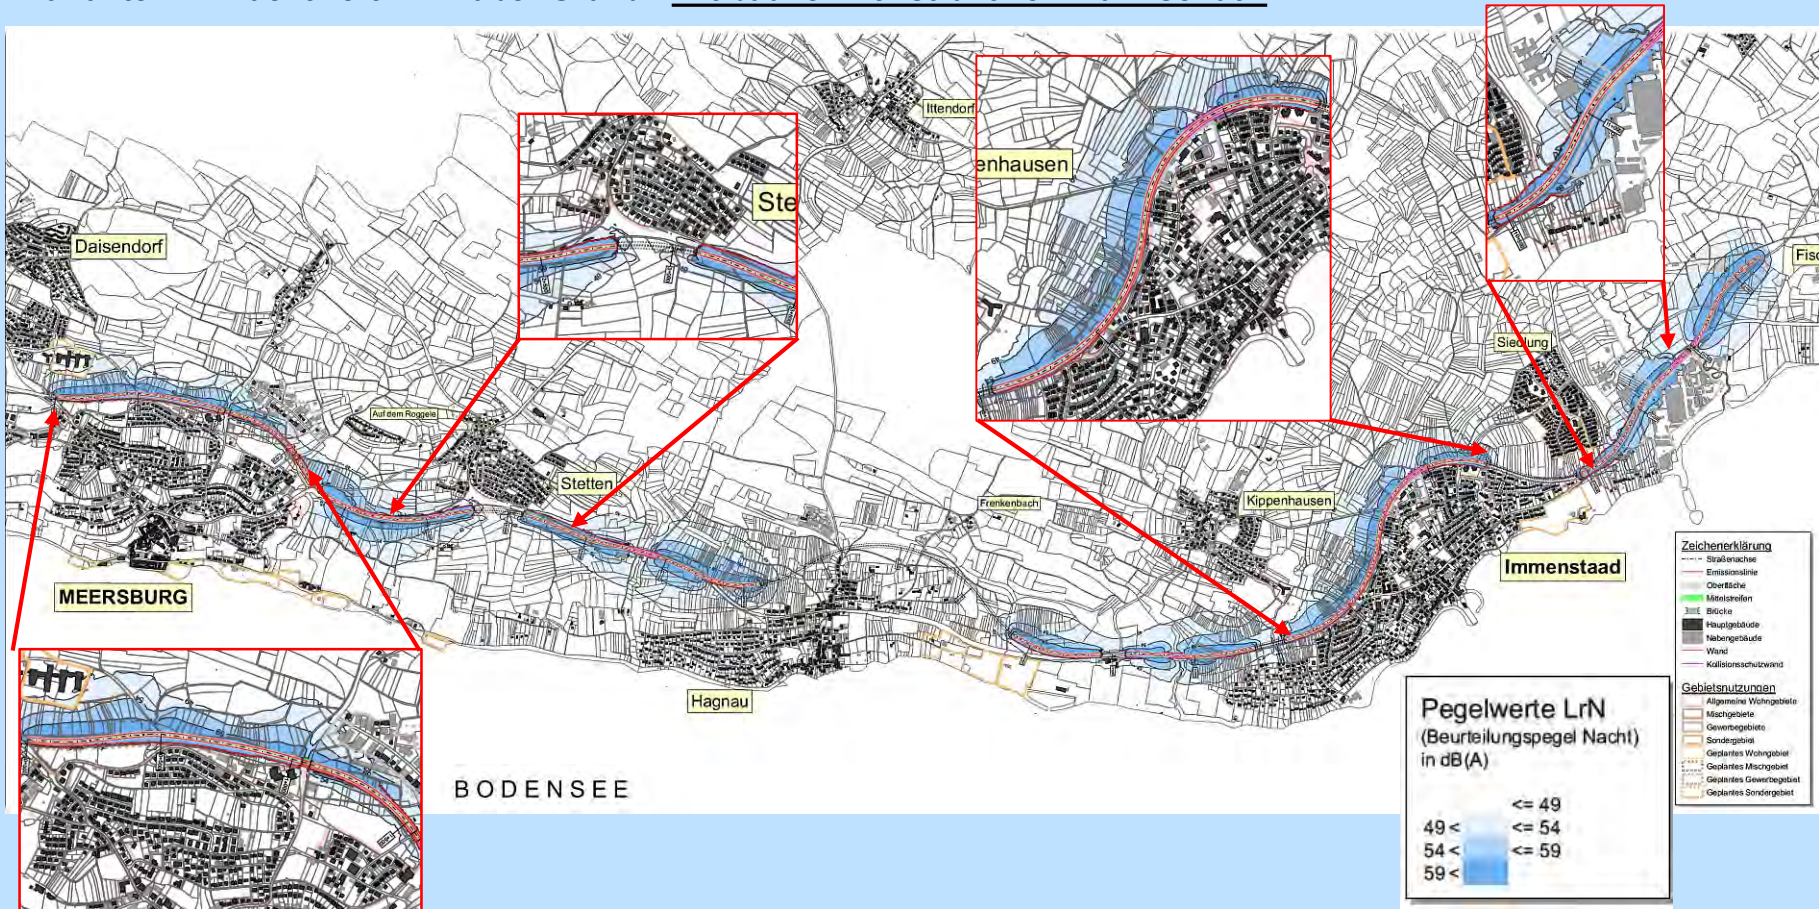 Ittendorf
enhausen
Ste
Daisendorf
Fisc
Siedlung
Auf dem Roggele
Stetten
Frenkenbach
Kippenhausen
Immenstaad
MEERSBURG
Hagnau
BODENSEE
Zeichenerklärung
Straßenachse
Emissionslinie
Oberfläche
Mittelstreifen
Brücke
Hauptgebäude
Nebengebäude
Wand
Kollisionsschutzwand
Gebietsnutzungen
Allgemeine Wohngebiete
Mischgebiete
Gewerbegebiete
Sondergebiet
Geplantes Wohngebiet
Geplantes Mischgebiet
Geplantes Gewerbegebiet
Geplantes Sondergebiet
Pegelwerte LrN
(Beurteilungspegel Nacht)
in dB(A)
<= 49
49 < <= 54
54 < <= 59
59 <